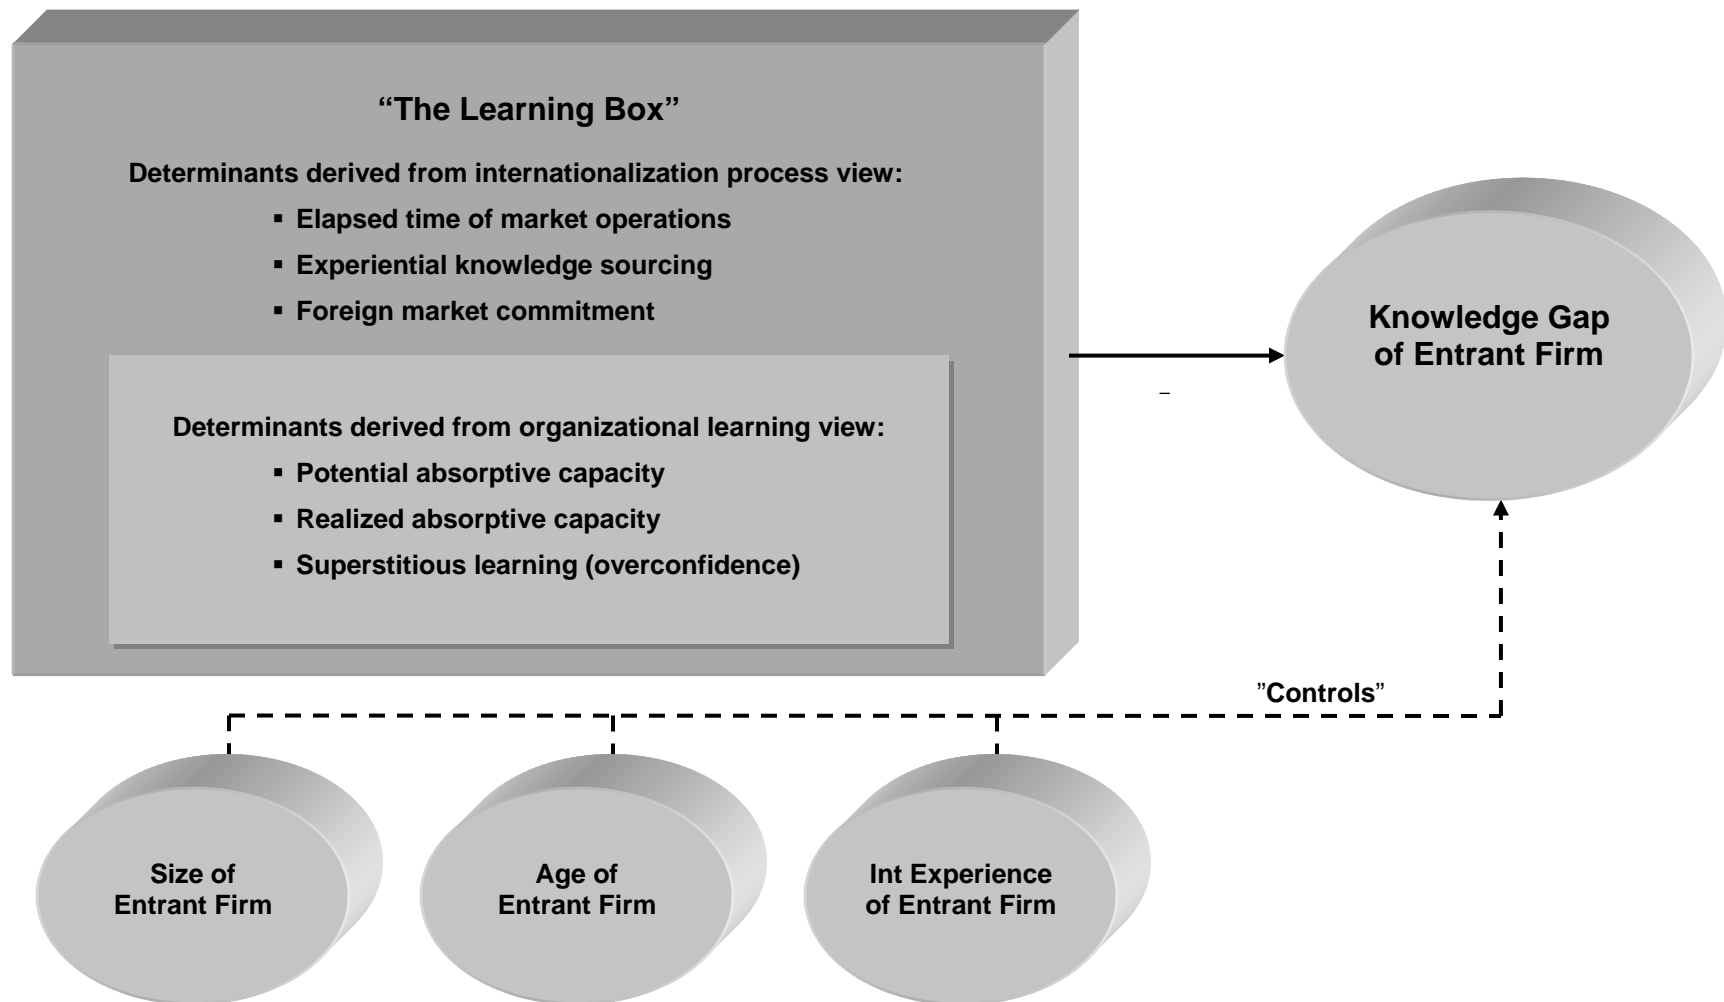 “The Learning Box”
Determinants derived from internationalization process view:
▪ Elapsed time of market operations
▪ Experiential knowledge sourcing
▪ Foreign market commitment
Determinants derived from organizational learning view:
▪ Potential absorptive capacity
▪ Realized absorptive capacity
▪ Superstitious learning (overconfidence)
Knowledge Gap
of Entrant Firm
–
”Controls”
Size of
Entrant Firm
Age of
Entrant Firm
Int Experience
of Entrant Firm